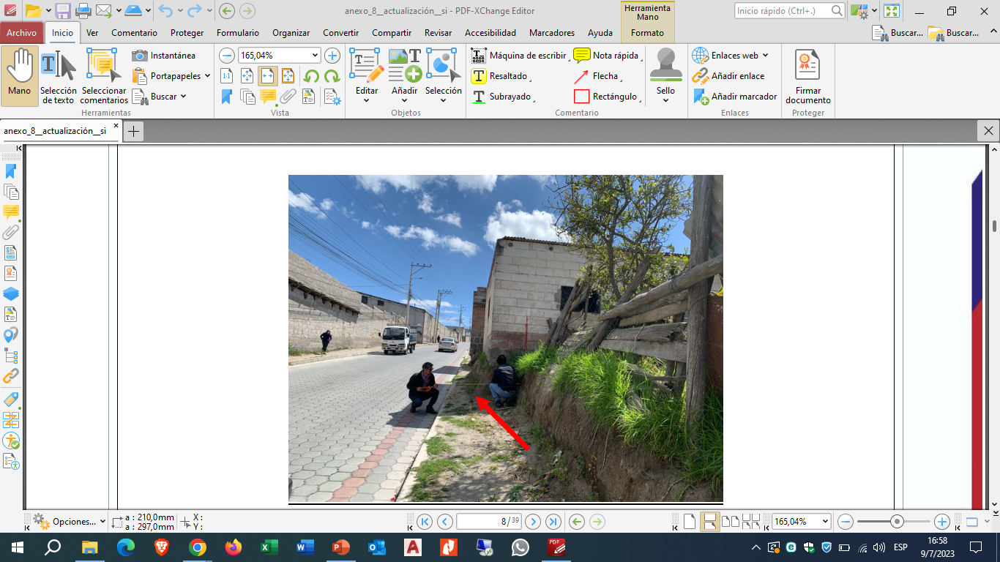 anexo_8__actualización__si - PDF-XChange Editor
Herramienta
Mano
Inicio rápido (Ctrl+.)
Archivo Inicio Ver Comentario Proteger Formulario Organizar Convertir Compartir Revisar Accesibilidad Marcadores Ayuda Formato Buscar... Buscar...
Mano
Selección
de texto
Seleccionar
comentarios
Instantánea
Portapapeles
Buscar
Herramientas
165,04%
1:1
Vista
Editar
Añadir
Selección
Objetos
Máquina de escribir
Resaltado
Subrayado
Nota rápida
Flecha
Rectángulo
Sello
Comentario
Enlaces web
Añadir enlace
Añadir marcador
Enlaces
Firmar
documento
Proteger
anexo_8__actualización__si
Opciones...
a : 210,0mm
a : 297,0mm
X :
Y :
8 /39
165,04%
PDF
ESP
16:58
9/7/2023